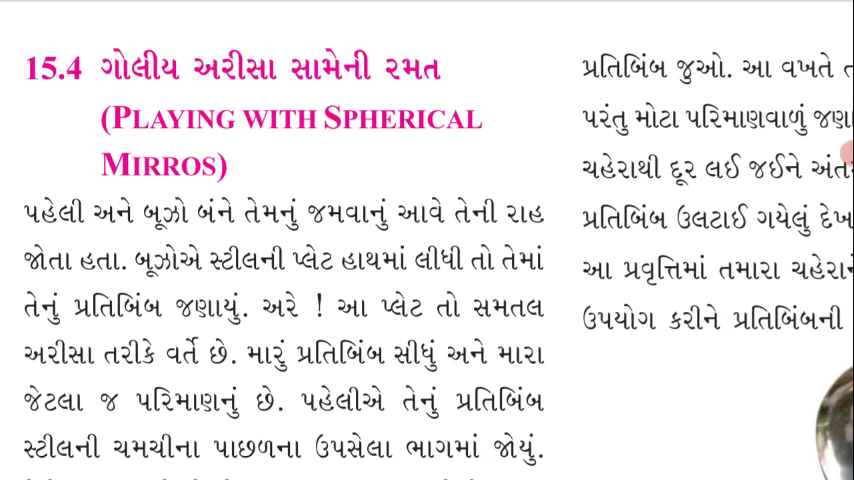 15.4 ગોલીય અરીસા સામેની રમત
(PLAYING WITH SPHERICAL
MIRROS)
પહેલી અને બૂઝો બંને તેમનું જમવાનું આવે તેની રાહ
જોતા હતા. બૂઝોએ સ્ટીલની પ્લેટ હાથમાં લીધી તો તેમાં
તેનું પ્રતિબિંબ જણાયું. અરે ! આ પ્લેટ તો સમતલ
અરીસા તરીકે વર્તે છે. મારું પ્રતિબિંબ સીધું અને મારા
જેટલા જ પરિમાણનું છે. પહેલીએ તેનું પ્રતિબિંબ
સ્ટીલની ચમચીના પાછળના ઉપસેલા ભાગમાં જોયું.
પ્રતિબિંબ જુઓ. આ વખતે
પરંતુ મોટા પરિમાણવાળું
ચહેરાથી દૂર લઈ જઈને
પ્રતિબિંબ ઉલટાઈ ગયેલું
આ પ્રવૃત્તિમાં તમારા
ઉપયોગ કરીને પ્રતિબિંબની